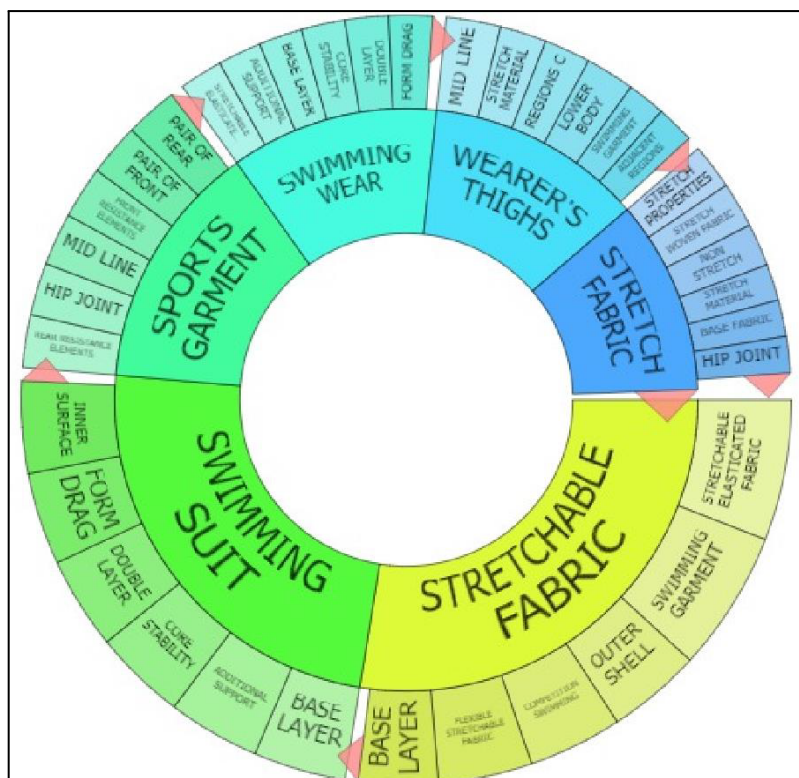 SWIMMING
WEAR
STRETCHABLE
ELASTICATE
ADDITIONAL
SUPPORT
BASE LAYER
CORE
STABILITY
DOUBLE
LAYER
FORM DRAG
WEARER'S
THIGHS
MID LINE
STRETCH
MATERIAL
REGIONS C
LOWER
BODY
SWIMMING
GARMENT
ADJACENT
REGIONS
STRETCH
FABRIC
STRETCH
PROPERTIES
STRETCH
WOVEN FABRIC
NON
STRETCH
STRETCH
MATERIAL
BASE FABRIC
HIP JOINT
STRETCHABLE
FABRIC
STRETCHABLE
ELASTICATED
FABRIC
SWIMMING
GARMENT
OUTER
SHELL
COMPETITION
SWIMMING
FLEXIBLE
STRETCHABLE
FABRIC
BASE
LAYER
SWIMMING
SUIT
BASE
LAYER
ADDITIONAL
SUPPORT
CORE
STABILITY
DOUBLE
LAYER
FORM
DRAG
INNER
SURFACE
SPORTS
GARMENT
REAR RESISTANCE
ELEMENTS
HIP JOINT
MID LINE
FRONT
RESISTANCE
ELEMENTS
PAIR OF
FRONT
PAIR OF
REAR